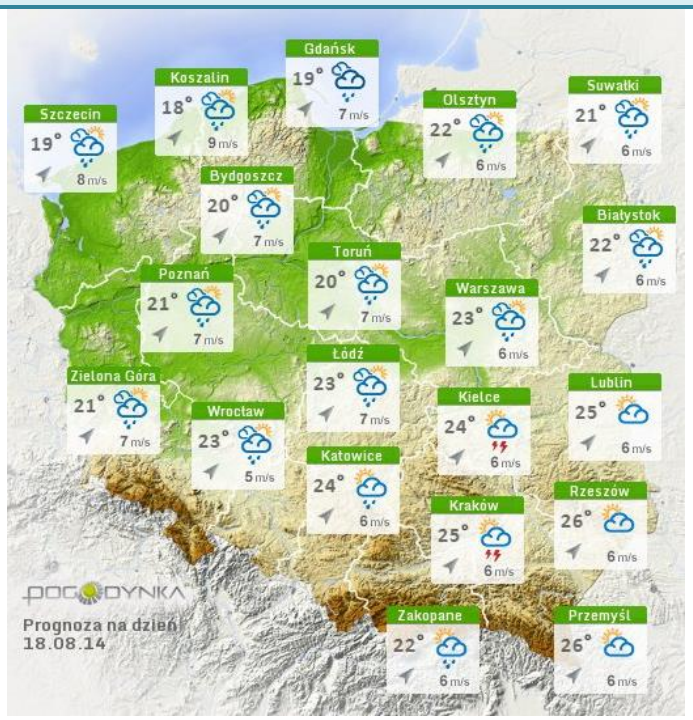 Gdańsk
19°
7 m/s
Koszalin
18°
9 m/s
Suwałki
21°
6 m/s
Olsztyn
22°
6 m/s
Szczecin
19°
8 m/s
Bydgoszcz
20°
7 m/s
Białystok
22°
6 m/s
Toruń
20°
7 m/s
Poznań
21°
7 m/s
Warszawa
23°
6 m/s
Łódź
23°
7 m/s
Zielona Góra
21°
7 m/s
Lublin
25°
6 m/s
Kielce
24°
6 m/s
Wrocław
23°
5 m/s
Katowice
24°
6 m/s
Rzeszów
26°
6 m/s
Kraków
25°
6 m/s
POGODYNKA
Prognoza na dzień
18.08.14
Zakopane
22°
6 m/s
Przemyśl
26°
6 m/s